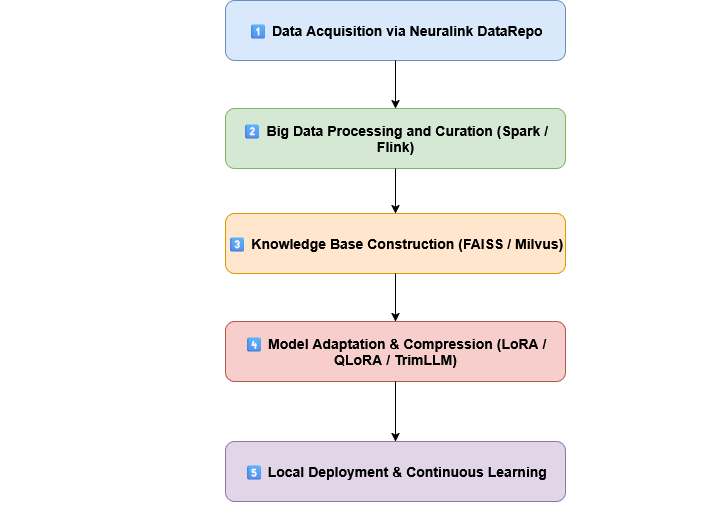 1️⃣ Data Acquisition via Neuralink DataRepo
2️⃣ Big Data Processing and Curation (Spark /
Flink)
3️⃣ Knowledge Base Construction (FAISS / Milvus)
4️⃣ Model Adaptation & Compression (LoRA /
QLoRA / TrimLLM)
5️⃣ Local Deployment & Continuous Learning